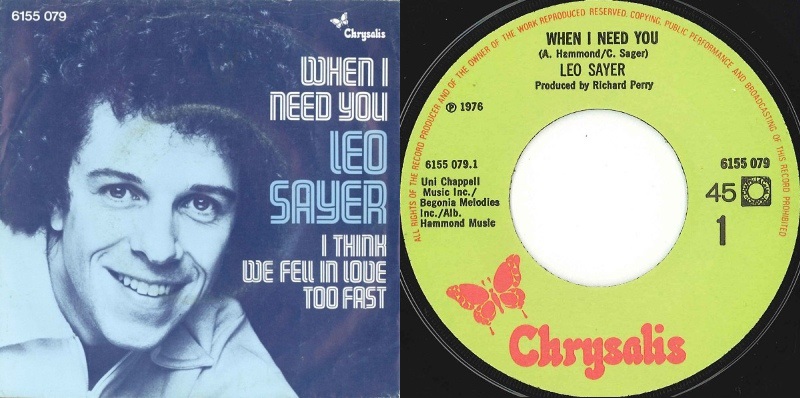 6155 079
Chrysalis
WHEN I
NEED YOU
LEO
SAYER
I THINK
WE FELL IN LOVE
TOO FAST
ALL RIGHTS OF THE RECORD PRODUCER AND OF THE OWNER OF THE WORK REPRODUCED RESERVED. COPYING, PUBLIC PERFORMANCE AND BROADCASTING OF THIS RECORD PROHIBITED
WHEN I NEED YOU
(A. Hammond/C. Sager)
LEO SAYER
Produced by Richard Perry
℗ 1976
6155 079.1
6155 079
Uni Chappell
Music Inc./
Begonia Melodies
Inc./Alb.
Hammond Music
45
1
Chrysalis